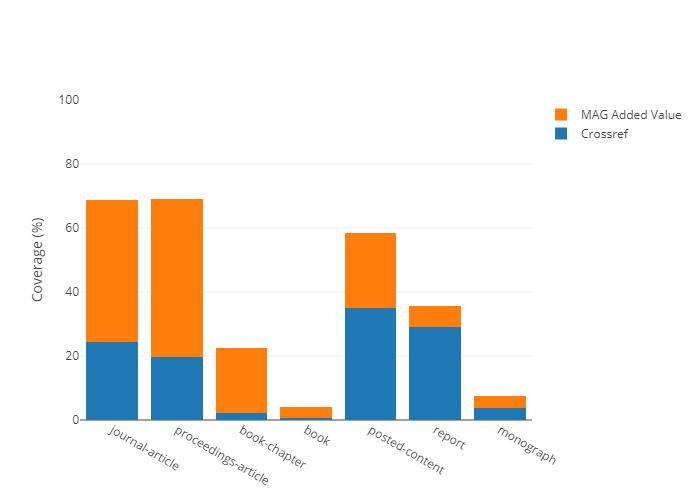 100
80
60
40
20
0
Coverage (%)
journal-article
proceedings-article
book-chapter
book
posted-content
report
monograph
MAG Added Value
Crossref